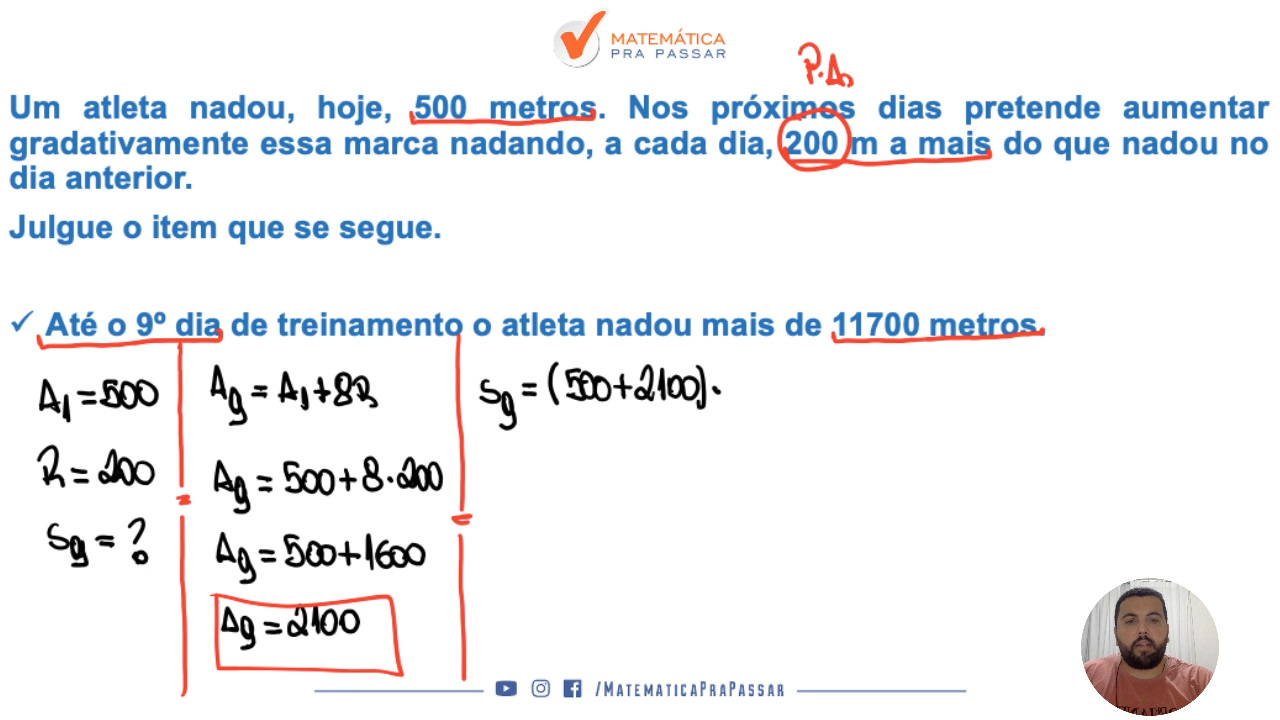 MATEMÁTICA
PRA PASSAR
P.A.
Um atleta nadou, hoje, 500 metros. Nos próximos dias pretende aumentar
gradativamente essa marca nadando, a cada dia, 200 m a mais do que nadou no
dia anterior.
Julgue o item que se segue.
✓ Até o 9º dia de treinamento o atleta nadou mais de 11700 metros.
A1 = 500
R = 200
S9 = ?
A9 = A1 + 8R
A9 = 500 + 8 · 200
A9 = 500 + 1600
A9 = 2100
S9 = (500 + 2100) ·
/MATEMATICAPRAPASSAR